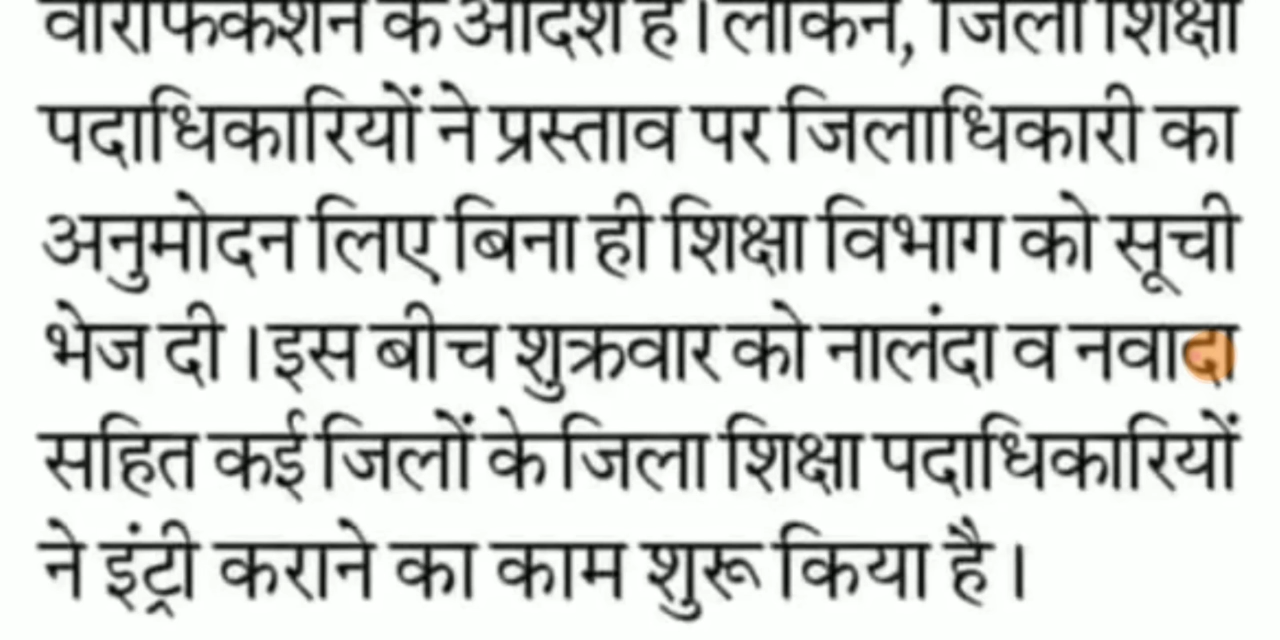 वारीफिकेशन के आदेश हैं। लेकिन, जिला शिक्षा
पदाधिकारियों ने प्रस्ताव पर जिलाधिकारी का
अनुमोदन लिए बिना ही शिक्षा विभाग को सूची
भेज दी ।इस बीच शुक्रवार को नालंदा व नवादा
सहित कई जिलों के जिला शिक्षा पदाधिकारियों
ने इंट्री कराने का काम शुरू किया है।